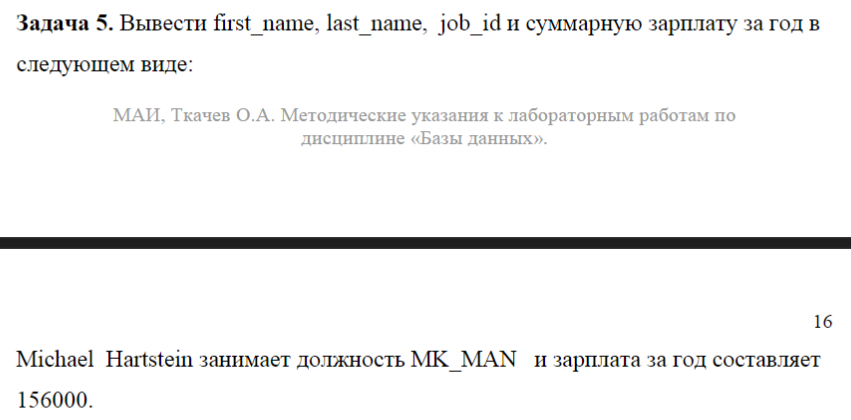 Задача 5. Вывести first_name, last_name, job_id и суммарную зарплату за год в
следующем виде:
МАИ, Ткачев О.А. Методические указания к лабораторным работам по
дисциплине «Базы данных».
16
Michael Hartstein занимает должность MK_MAN и зарплата за год составляет
156000.